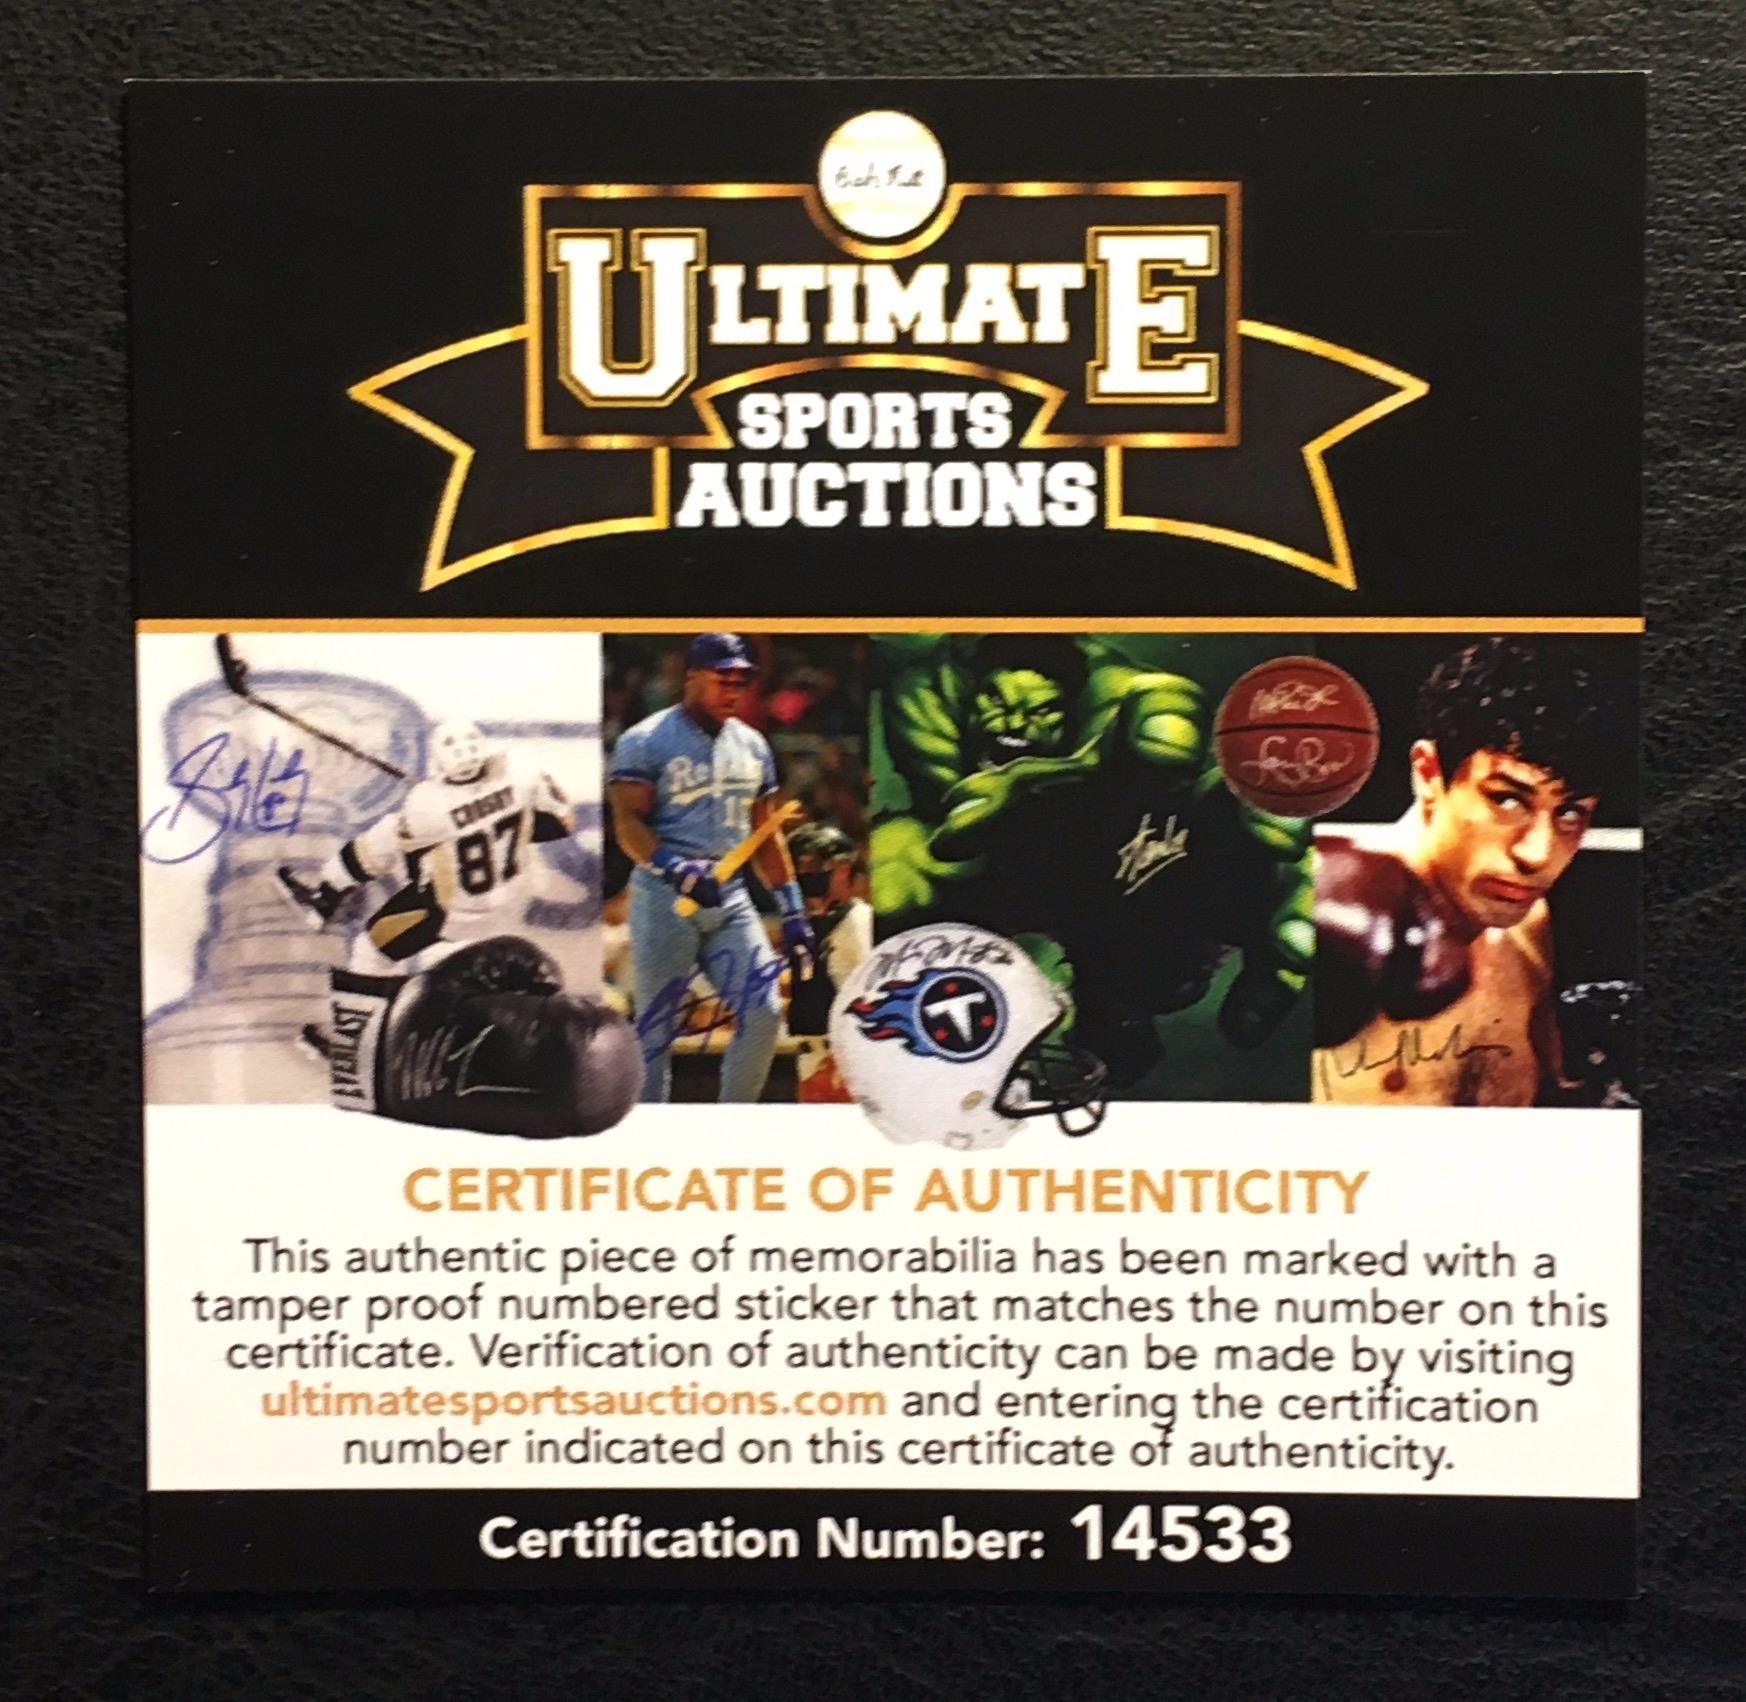 ULTIMATE
SPORTS
AUCTIONS
CROSBY
87
Royals
EVERLAST
T
CERTIFICATE OF AUTHENTICITY
This authentic piece of memorabilia has been marked with a
tamper proof numbered sticker that matches the number on this
certificate. Verification of authenticity can be made by visiting
ultimatesportsauctions.com and entering the certification
number indicated on this certificate of authenticity.
Certification Number: 14533